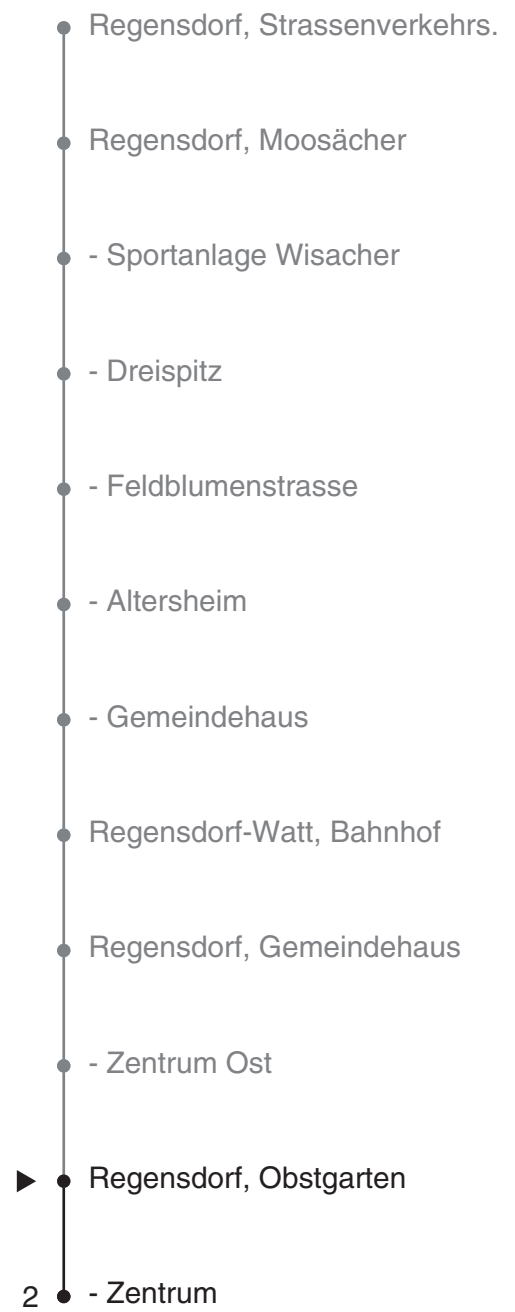 Regensdorf, Strassenverkehrs.
Regensdorf, Moosächer
- Sportanlage Wisacher
- Dreispitz
- Feldblumenstrasse
- Altersheim
- Gemeindehaus
Regensdorf-Watt, Bahnhof
Regensdorf, Gemeindehaus
- Zentrum Ost
Regensdorf, Obstgarten
2 - Zentrum